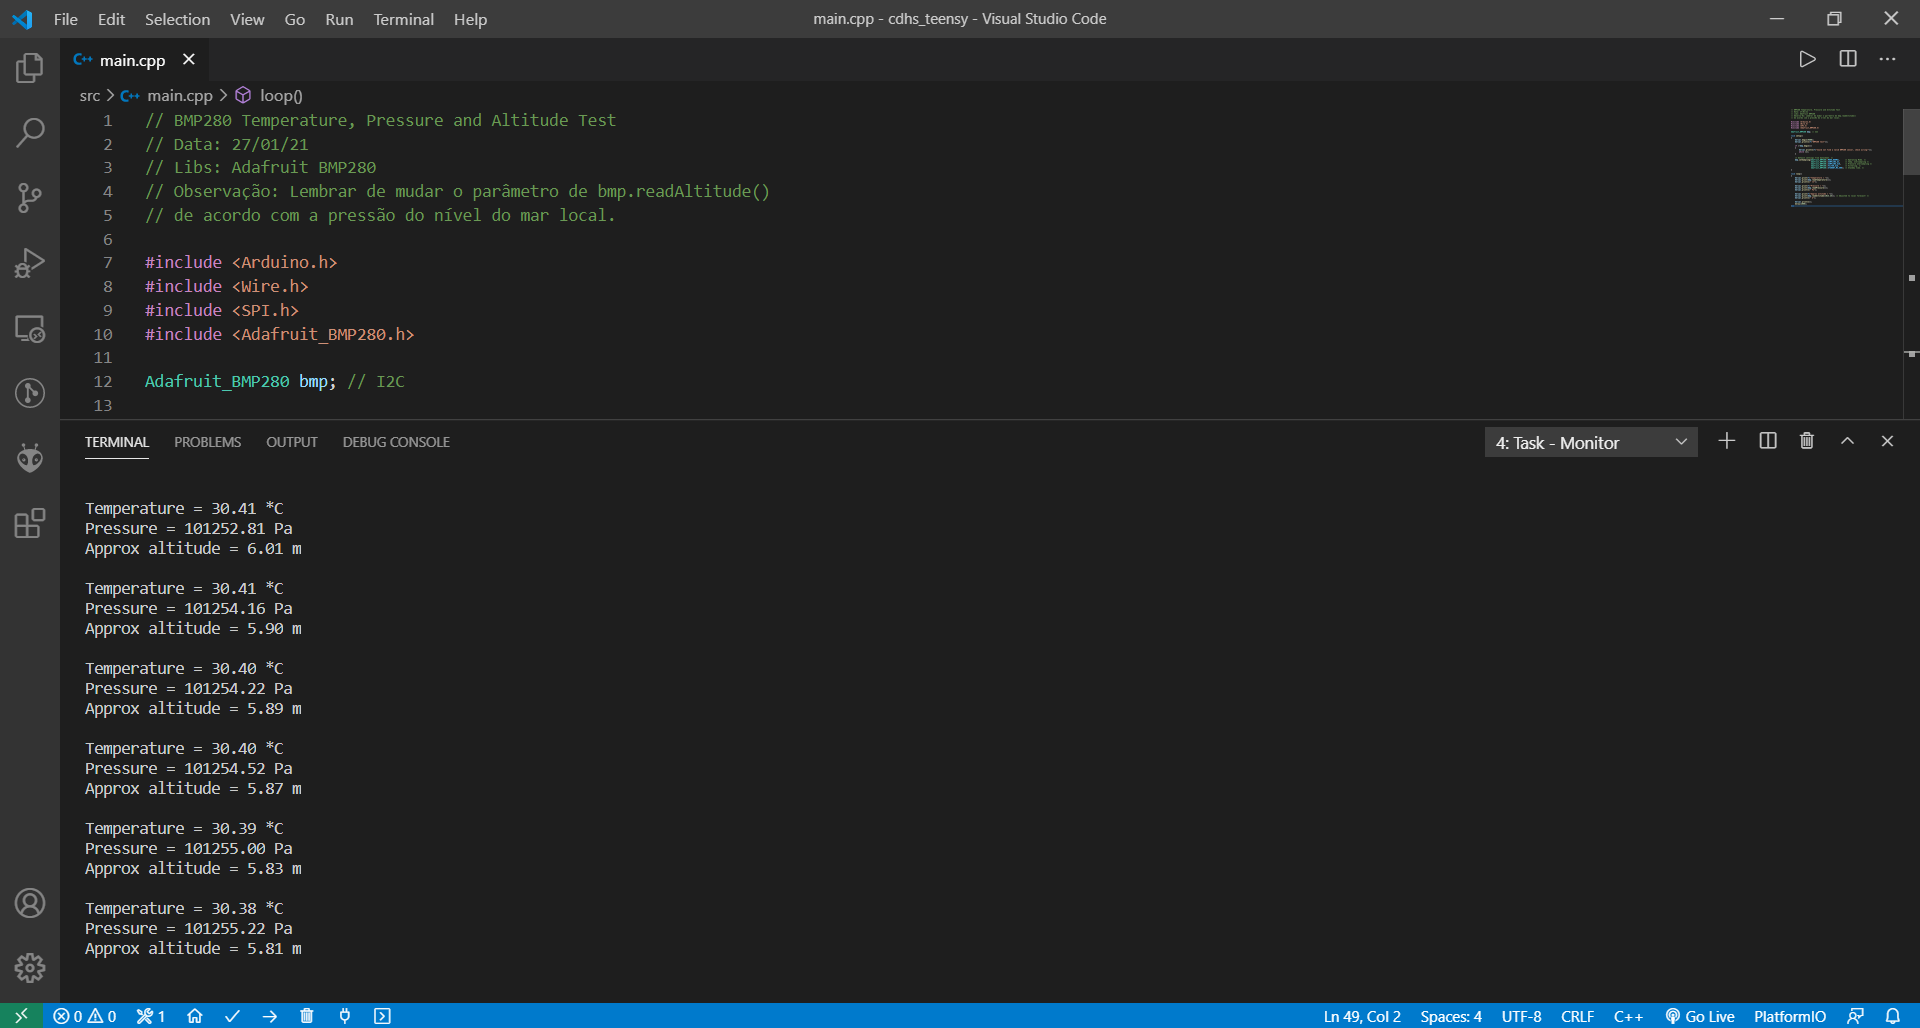 File Edit Selection View Go Run Terminal Help
main.cpp - cdhs_teensy - Visual Studio Code
C++ main.cpp
src > C++ main.cpp > loop()
1 // BMP280 Temperature, Pressure and Altitude Test
2 // Data: 27/01/21
3 // Libs: Adafruit BMP280
4 // Observação: Lembrar de mudar o parâmetro de bmp.readAltitude()
5 // de acordo com a pressão do nível do mar local.
6
7 #include <Arduino.h>
8 #include <Wire.h>
9 #include <SPI.h>
10 #include <Adafruit_BMP280.h>
11
12 Adafruit_BMP280 bmp; // I2C
13
TERMINAL PROBLEMS OUTPUT DEBUG CONSOLE 4: Task - Monitor
Temperature = 30.41 *C
Pressure = 101252.81 Pa
Approx altitude = 6.01 m
Temperature = 30.41 *C
Pressure = 101254.16 Pa
Approx altitude = 5.90 m
Temperature = 30.40 *C
Pressure = 101254.22 Pa
Approx altitude = 5.89 m
Temperature = 30.40 *C
Pressure = 101254.52 Pa
Approx altitude = 5.87 m
Temperature = 30.39 *C
Pressure = 101255.00 Pa
Approx altitude = 5.83 m
Temperature = 30.38 *C
Pressure = 101255.22 Pa
Approx altitude = 5.81 m
0 0 1 Ln 49, Col 2 Spaces: 4 UTF-8 CRLF C++ Go Live PlatformIO